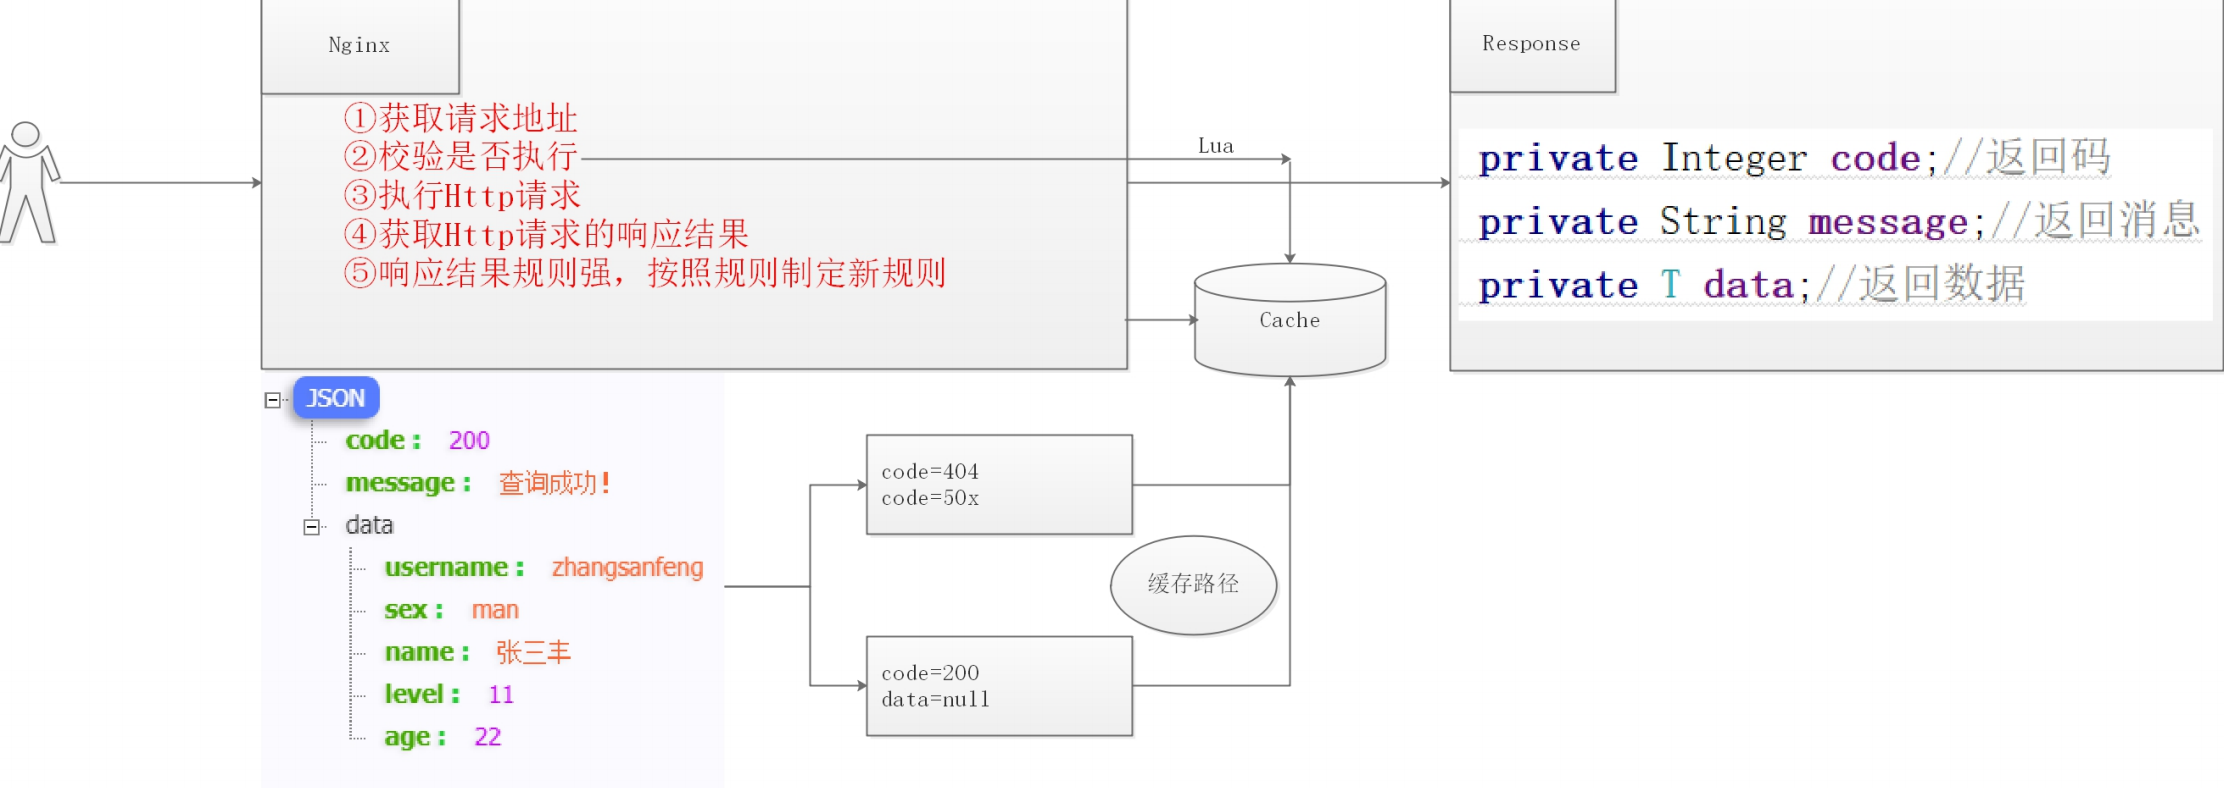 Nginx
①获取请求地址
②校验是否执行
③执行Http请求
④获取Http请求的响应结果
⑤响应结果规则强，按照规则制定新规则
Lua
Cache
Response
private Integer code;//返回码
private String message;//返回消息
private T data;//返回数据
JSON
code : 200
message : 查询成功!
data
username : zhangsanfeng
sex : man
name : 张三丰
level : 11
age : 22
code=404
code=50x
缓存路径
code=200
data=null